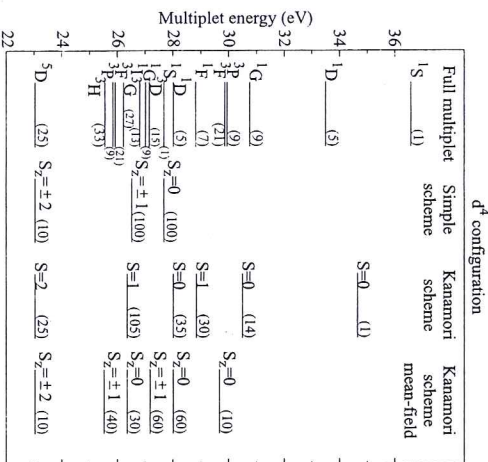 Multiplet energy (eV)
22 24 26 28 30 32 34 36
d⁴ configuration
Full multiplet
¹S (1)
¹D (5)
¹G (9)
³P (9)
³F (21)
¹F (7)
¹D (5)
¹S (1)
³D (15)
¹G (9)
(13)
³G (27)
³F (21)
³P (9)
³H (33)
⁵D (25)
Simple scheme
S_z=0 (100)
S_z=±1 (100)
S_z=±2 (10)
Kanamori scheme
S=0 (1)
S=0 (14)
S=1 (30)
S=0 (35)
S=1 (105)
S=2 (25)
Kanamori scheme mean-field
S_z=0 (10)
S_z=0 (60)
S_z=±1 (60)
S_z=0 (30)
S_z=±1 (40)
S_z=±2 (10)